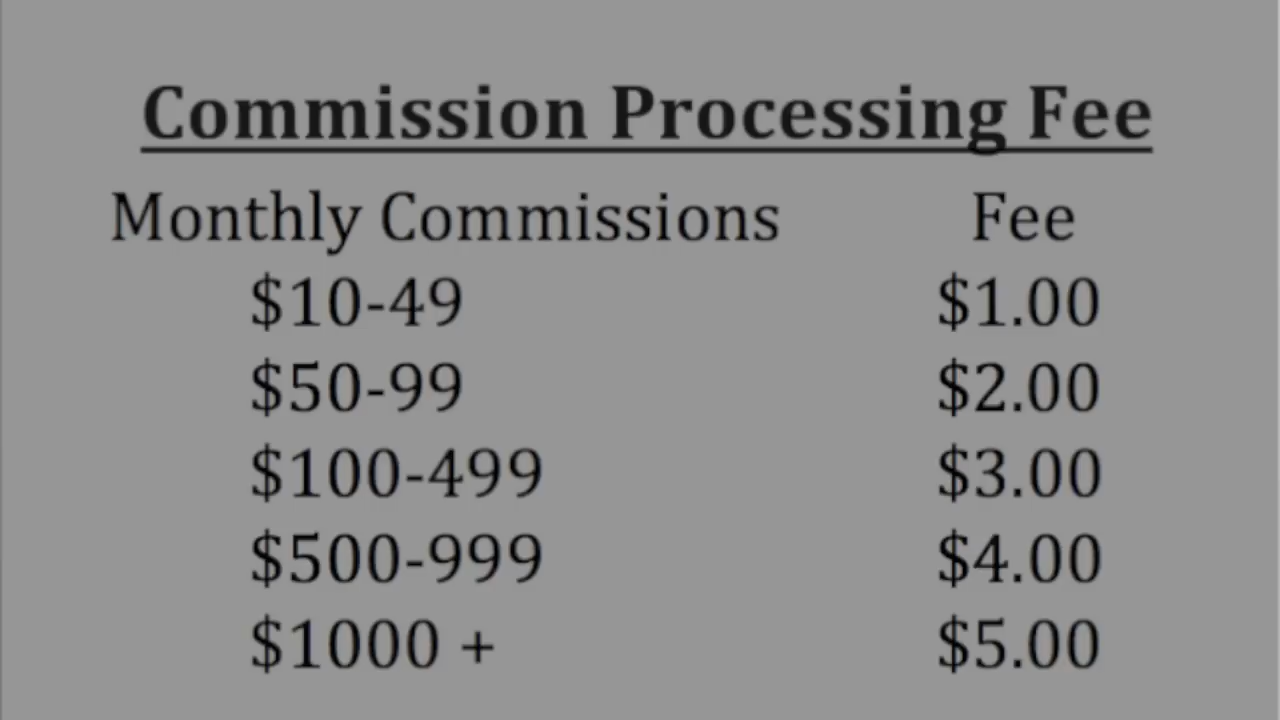 Commission Processing Fee
Monthly Commissions Fee
$10-49 $1.00
$50-99 $2.00
$100-499 $3.00
$500-999 $4.00
$1000 + $5.00